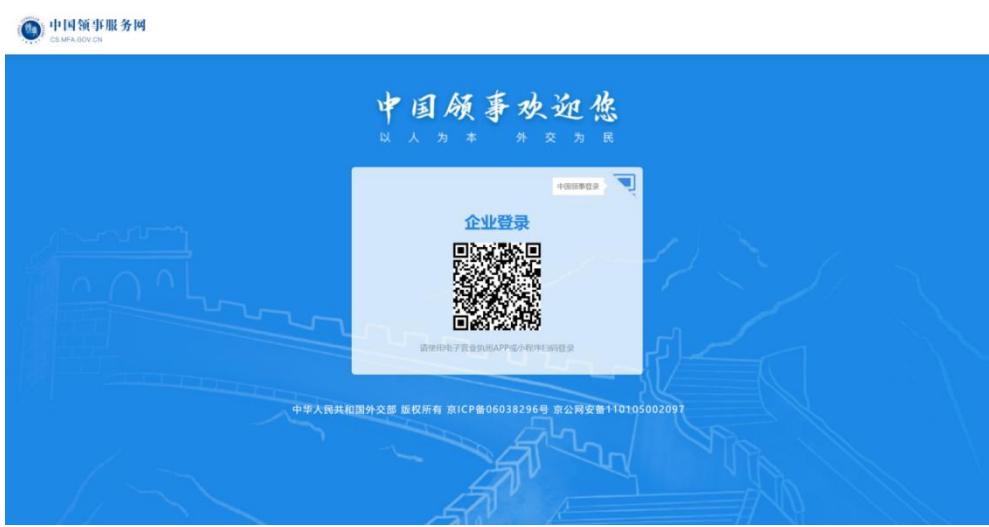 中国领事服务网
CS.MFA.GOV.CN
中国领事欢迎您
以人为本 外交为民
中国领事登录
企业登录
请使用电子营业执照APP或小程序扫码登录
中华人民共和国外交部 版权所有 京ICP备06038296号 京公网安备110105002097